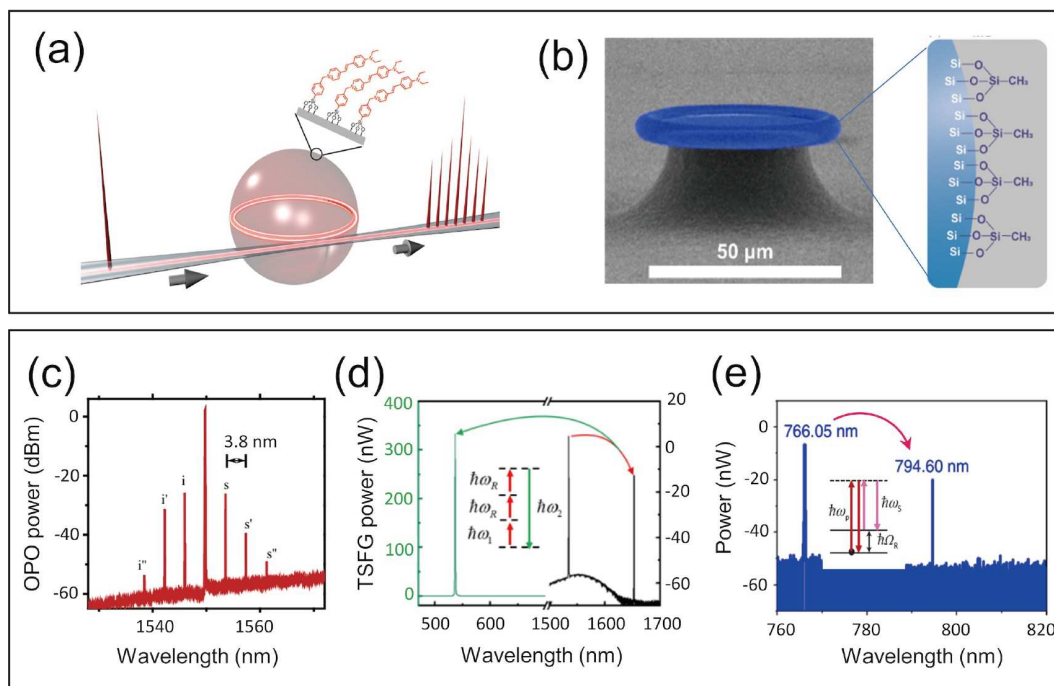 (a)
(b)
50 μm
Si
Si
Si
Si
Si
Si
Si
Si
Si
Si
Si
Si
O
O
O
Si
CH₃
O
O
O
Si
CH₃
O
O
O
Si
CH₃
O
O
O
Si
CH₃
(c)
OPO power (dBm)
0
-20
-40
-60
3.8 nm
i
i'
i"
s
s'
s"
1540
1560
Wavelength (nm)
(d)
TSFG power (nW)
400
300
200
100
0
20
0
-20
-40
-60
ħω_R
ħω_R
ħω₁
ħω₂
500
600
1500
1600
1700
Wavelength (nm)
(e)
Power (nW)
0
-20
-40
-60
766.05 nm
794.60 nm
ħω_p
ħω_S
ħΩ_R
760
780
800
820
Wavelength (nm)